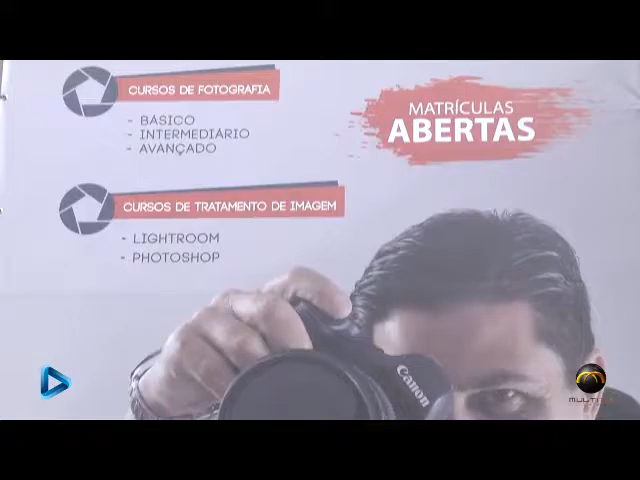 CURSOS DE FOTOGRAFIA
- BÁSICO
- INTERMEDIÁRIO
- AVANÇADO
MATRÍCULAS
ABERTAS
CURSOS DE TRATAMENTO DE IMAGEM
- LIGHTROOM
- PHOTOSHOP
Canon